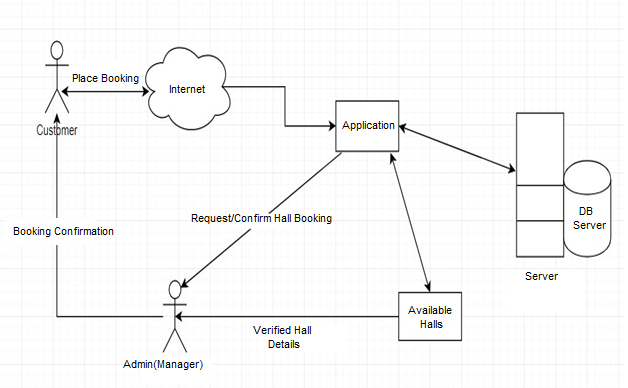 Place Booking
Internet
Customer
Application
DB
Server
Request/Confirm Hall Booking
Booking Confirmation
Server
Available
Halls
Verified Hall
Details
Admin(Manager)